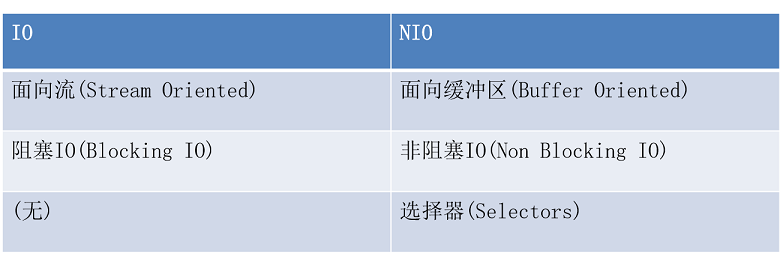 IO NIO
面向流(Stream Oriented) 面向缓冲区(Buffer Oriented)
阻塞IO(Blocking IO) 非阻塞IO(Non Blocking IO)
(无) 选择器(Selectors)